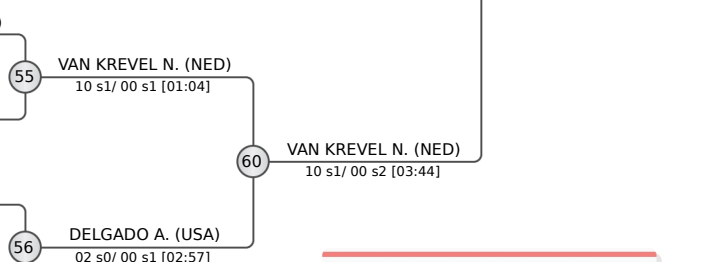 55
VAN KREVEL N. (NED)
10 s1/ 00 s1 [01:04]
60
VAN KREVEL N. (NED)
10 s1/ 00 s2 [03:44]
56
DELGADO A. (USA)
02 s0/ 00 s1 [02:57]